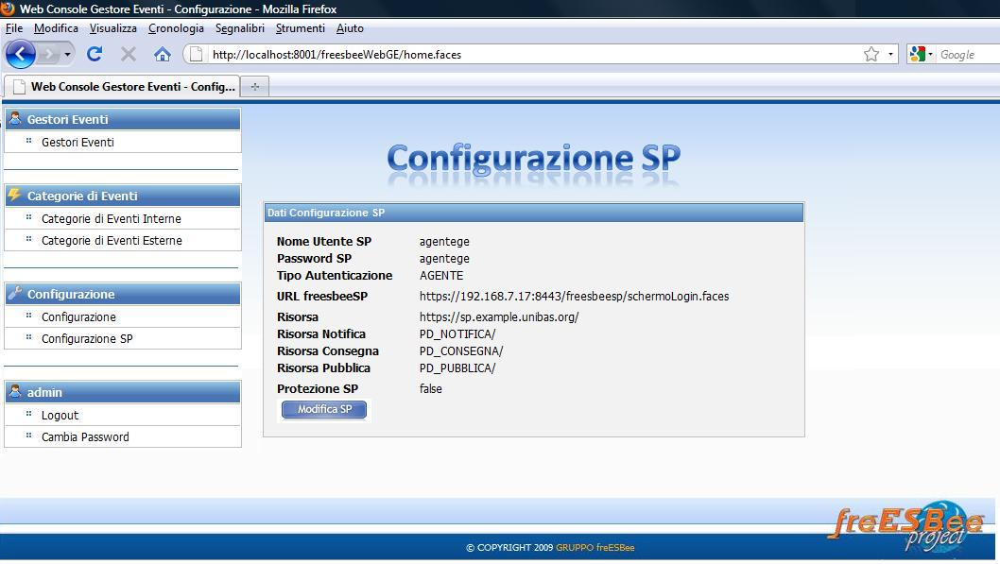 Web Console Gestore Eventi - Configurazione - Mozilla Firefox
File Modifica Visualizza Cronologia Segnalibri Strumenti Aiuto
http://localhost:8001/freesbeeWebGE/home.faces
Google
Web Console Gestore Eventi - Config...
Gestori Eventi
Gestori Eventi
Categorie di Eventi
Categorie di Eventi Interne
Categorie di Eventi Esterne
Configurazione
Configurazione
Configurazione SP
admin
Logout
Cambia Password
Configurazione SP
Dati Configurazione SP
Nome Utente SP agentege
Password SP agentege
Tipo Autenticazione AGENTE
URL freesbeeSP https://192.168.7.17:8443/freesbeesp/schermoLogin.faces
Risorsa https://sp.example.unibas.org/
Risorsa Notifica PD_NOTIFICA/
Risorsa Consegna PD_CONSEGNA/
Risorsa Pubblica PD_PUBBLICA/
Protezione SP false
Modifica SP
freESBee
project
© COPYRIGHT 2009 GRUPPO freESBee